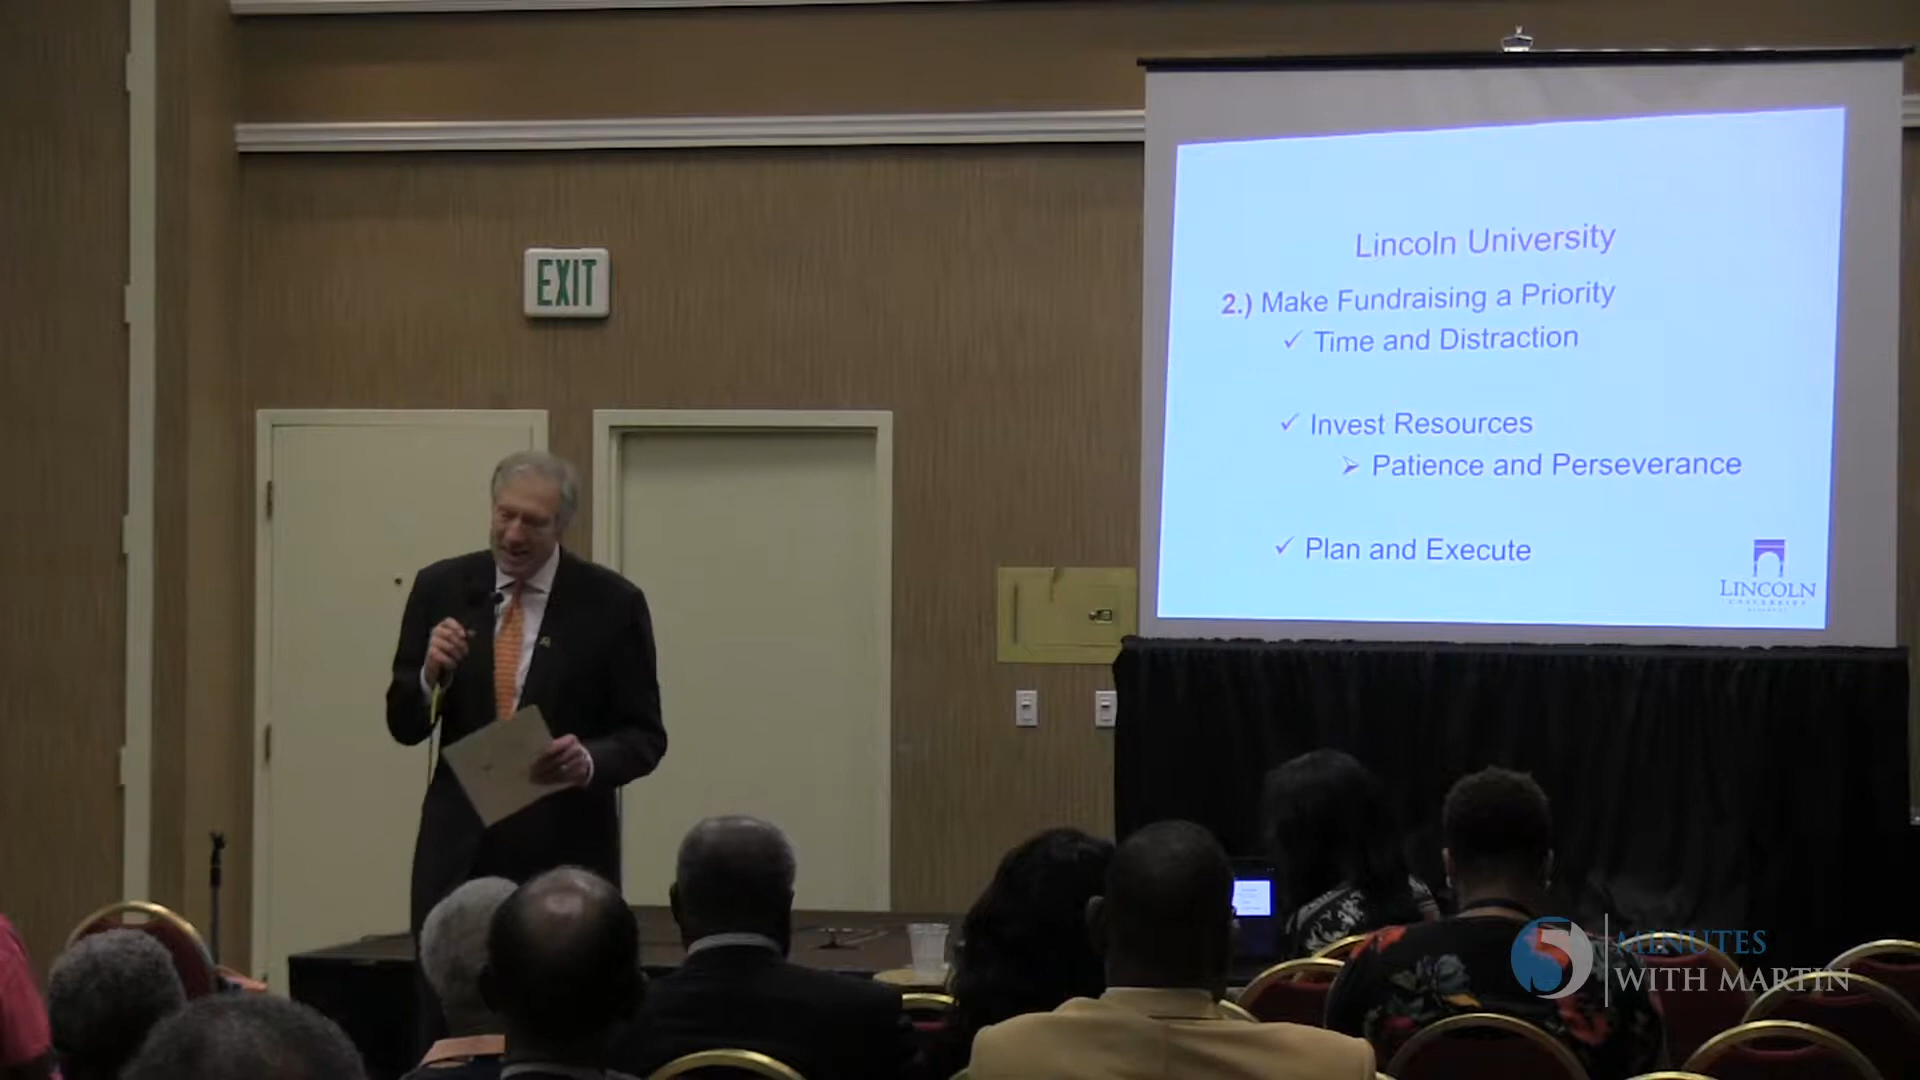 EXIT
Lincoln University
2.) Make Fundraising a Priority
✓ Time and Distraction
✓ Invest Resources
➢ Patience and Perseverance
✓ Plan and Execute
LINCOLN
UNIVERSITY
5 MINUTES
WITH MARTIN